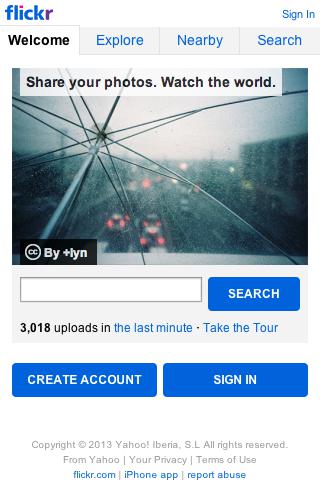 flickr
Sign In
Welcome
Explore
Nearby
Search
Share your photos. Watch the world.
cc By +lyn
SEARCH
3,018 uploads in the last minute · Take the Tour
CREATE ACCOUNT
SIGN IN
Copyright © 2013 Yahoo! Iberia, S.L All rights reserved.
From Yahoo | Your Privacy | Terms of Use
flickr.com | iPhone app | report abuse